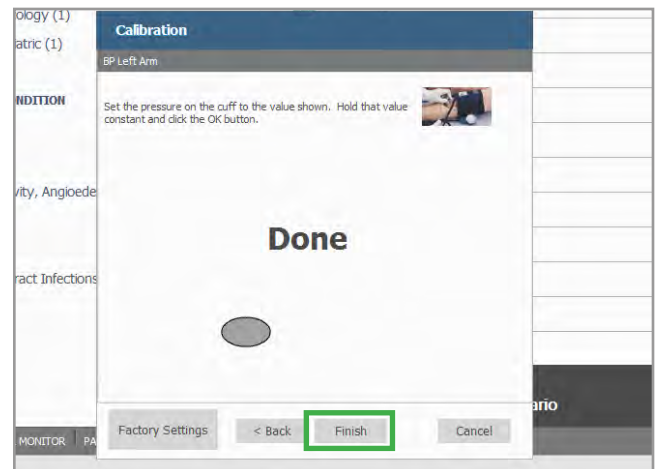 ology (1)
atric (1)
NDITION
vity, Angioede
ract Infections
Calibration
BP Left Arm
Set the pressure on the cuff to the value shown. Hold that value
constant and click the OK button.
Done
Factory Settings
< Back
Finish
Cancel
ario
MONITOR
PA